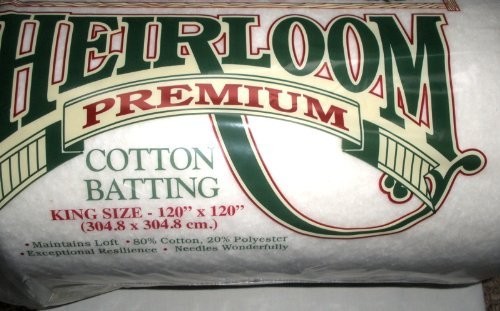 HEIRLOOM
PREMIUM
COTTON
BATTING
KING SIZE - 120" x 120"
(304.8 x 304.8 cm.)
• Maintains Loft • 80% Cotton, 20% Polyester
• Exceptional Resilience • Needles Wonderfully